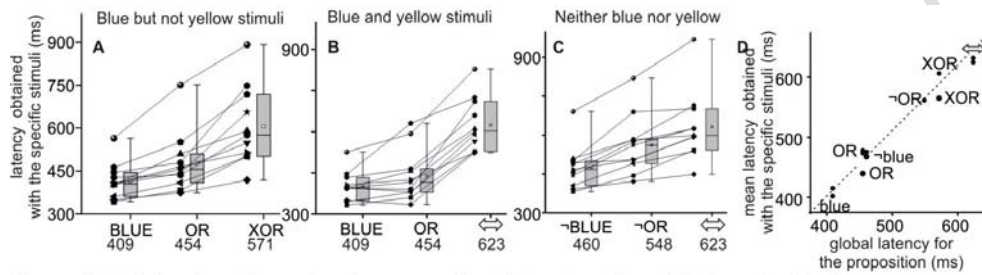 Blue but not yellow stimuli
Blue and yellow stimuli
Neither blue nor yellow
latency obtained
with the specific stimuli (ms)
900
750
600
450
300
A
BLUE OR XOR
409 454 571
900
300
B
BLUE OR ⇔
409 454 623
900
300
C
¬BLUE OR ⇔
460 548 623
D
mean latency obtained
with the specific stimuli (ms)
600
500
400
⇔
XOR
¬OR
XOR
OR
¬blue
OR
blue
400 500 600
global latency for
the proposition (ms)